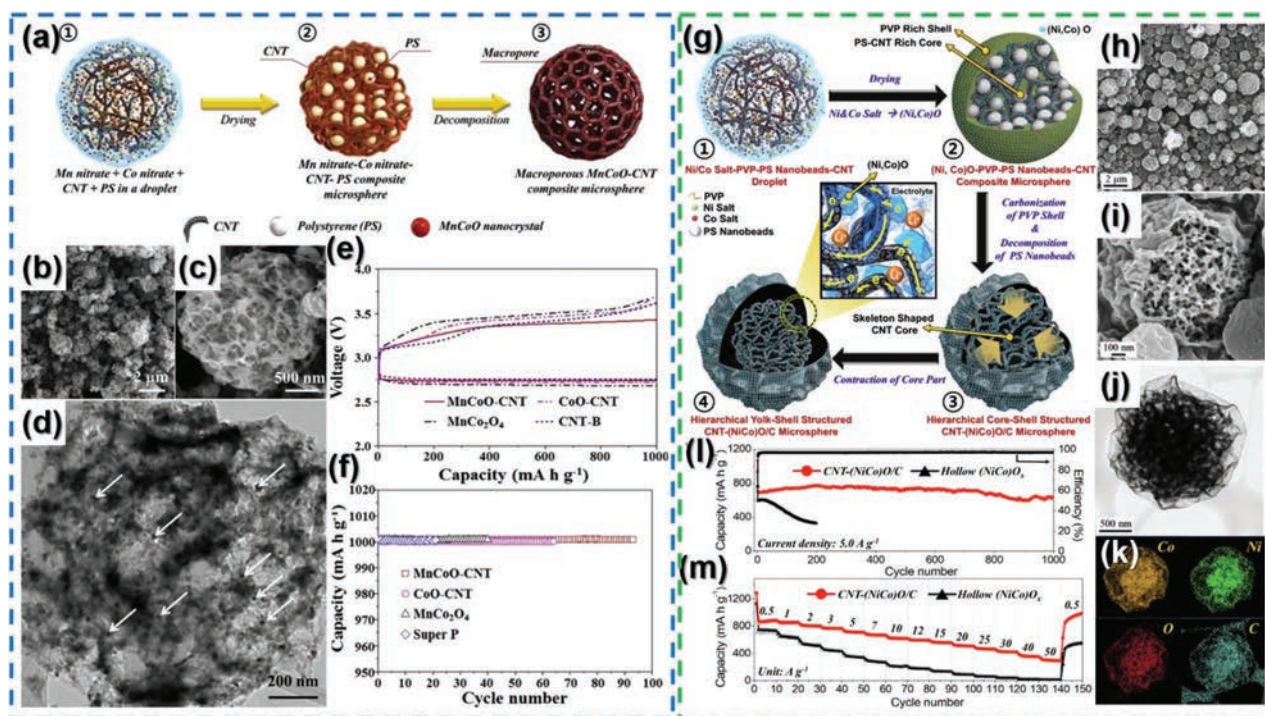 (a)
①
②
③
CNT
PS
Macropore
Drying
Decomposition
Mn nitrate + Co nitrate +
CNT + PS in a droplet
Mn nitrate-Co nitrate-
CNT- PS composite
microsphere
Macroporous MnCoO-CNT
composite microsphere
CNT
Polystyrene (PS)
MnCoO nanocrystal
(b)
2 μm
(c)
500 nm
(d)
200 nm
(e)
Voltage (V)
4.0
3.6
3.2
2.8
2.4
2.0
MnCoO-CNT
CoO-CNT
MnCo₂O₄
CNT-B
0 200 400 600 800 1000
Capacity (mA h g⁻¹)
(f)
Capacity (mA h g⁻¹)
1020
1010
1000
990
980
970
960
950
MnCoO-CNT
CoO-CNT
MnCo₂O₄
Super P
0 10 20 30 40 50 60 70 80 90 100
Cycle number
(g)
PVP Rich Shell
(Ni,Co) O
PS-CNT Rich Core
Drying
Ni&Co Salt → (Ni,Co)O
①
②
Ni/Co Salt-PVP-PS Nanobeads-CNT
Droplet
(Ni, Co)O-PVP-PS Nanobeads-CNT
Composite Microsphere
(Ni,Co)O
Electrolyte
PVP
Ni Salt
Co Salt
PS Nanobeads
Carbonization
of PVP Shell
&
Decomposition
of PS Nanobeads
Skeleton Shaped
CNT Core
Contraction of Core Part
④
③
Hierarchical Yolk-Shell Structured
CNT-(NiCo)O/C Microsphere
Hierarchical Core-Shell Structured
CNT-(NiCo)O/C Microsphere
(h)
2 μm
(i)
100 nm
(j)
500 nm
(k)
Co
Ni
O
C
(l)
Capacity (mA h g⁻¹)
1200
800
400
0
CNT-(NiCo)O/C
Hollow (NiCo)Oₓ
Current density: 5.0 A g⁻¹
100
80
60
40
20
0
Efficiency (%)
0 200 400 600 800 1000
Cycle number
(m)
Capacity (mA h g⁻¹)
1200
800
400
0
CNT-(NiCo)O/C
Hollow (NiCo)Oₓ
0.5 1 2 3 5 7 10 12 15 20 25 30 40 50 0.5
Unit: A g⁻¹
0 10 20 30 40 50 60 70 80 90 100 110 120 130 140 150
Cycle number